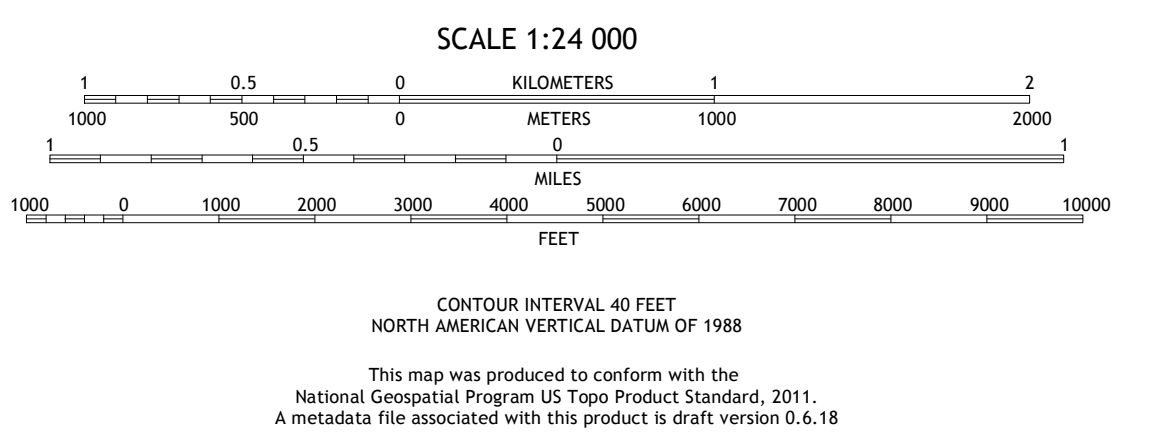 SCALE 1:24 000
1 0.5 0 KILOMETERS 1 2
1000 500 0 METERS 1000 2000
1 0.5 0 1
MILES
1000 0 1000 2000 3000 4000 5000 6000 7000 8000 9000 10000
FEET
CONTOUR INTERVAL 40 FEET
NORTH AMERICAN VERTICAL DATUM OF 1988
This map was produced to conform with the
National Geospatial Program US Topo Product Standard, 2011.
A metadata file associated with this product is draft version 0.6.18